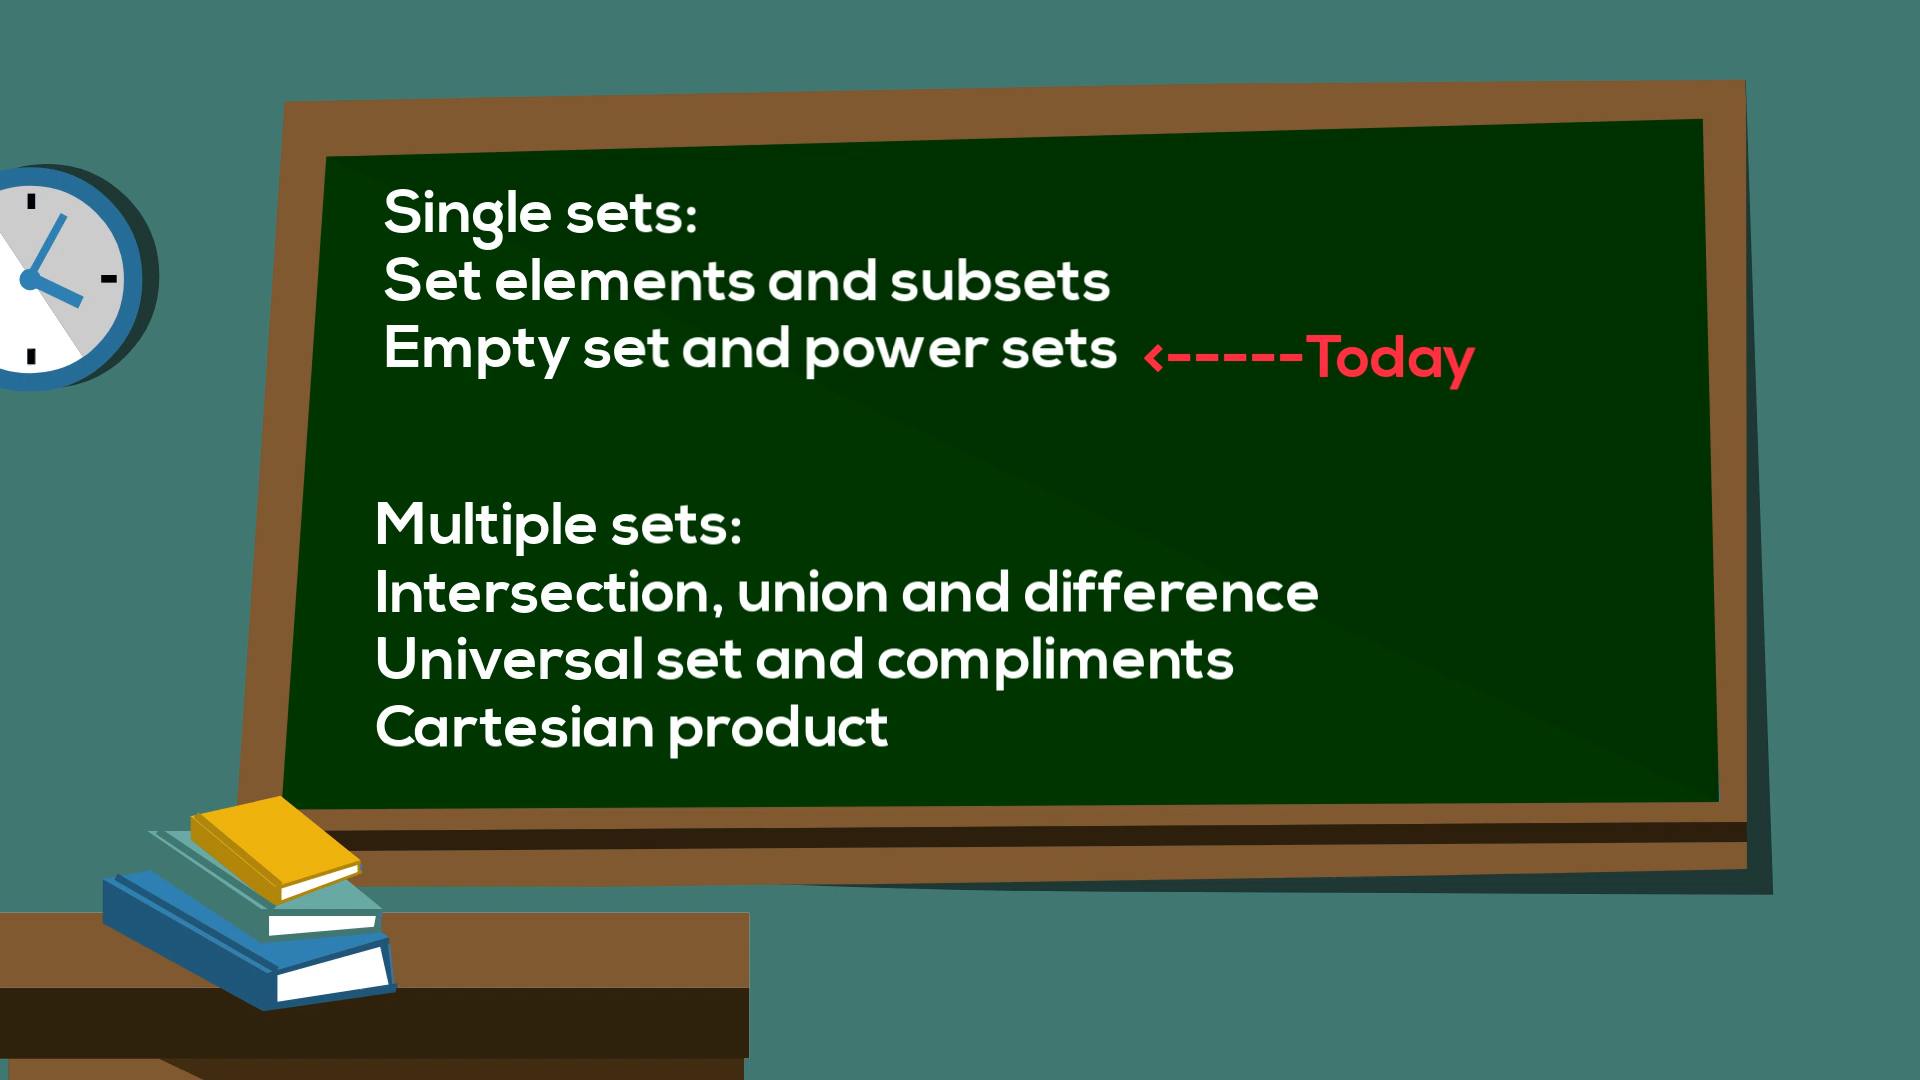 Single sets:
Set elements and subsets
Empty set and power sets <-----Today
Multiple sets:
Intersection, union and difference
Universal set and compliments
Cartesian product